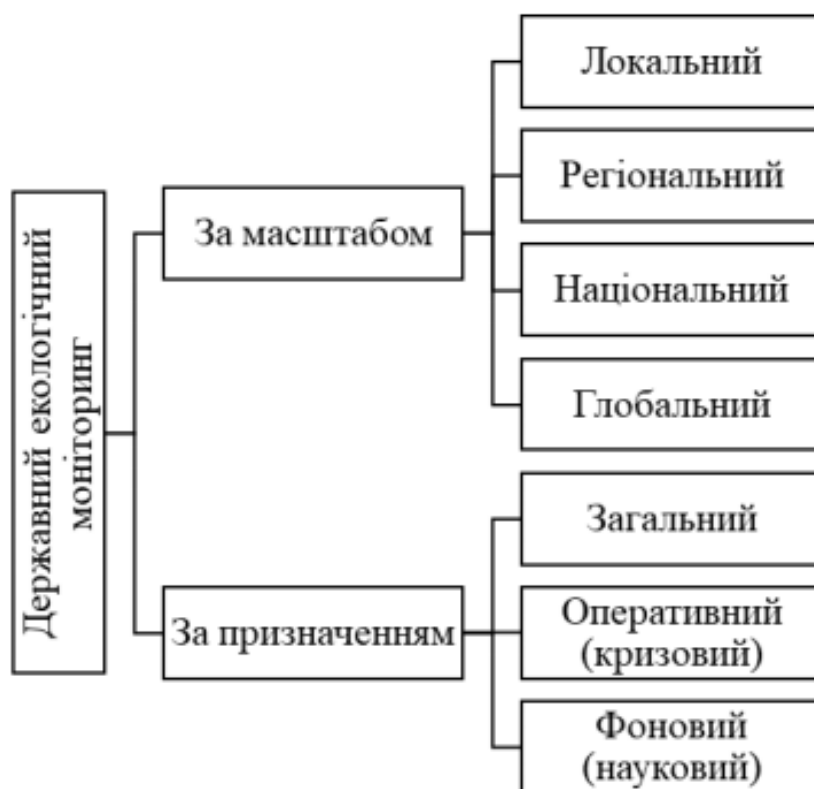 Державний екологічний
моніторинг
За масштабом
Локальний
Регіональний
Національний
Глобальний
За призначенням
Загальний
Оперативний
(кризовий)
Фоновий
(науковий)